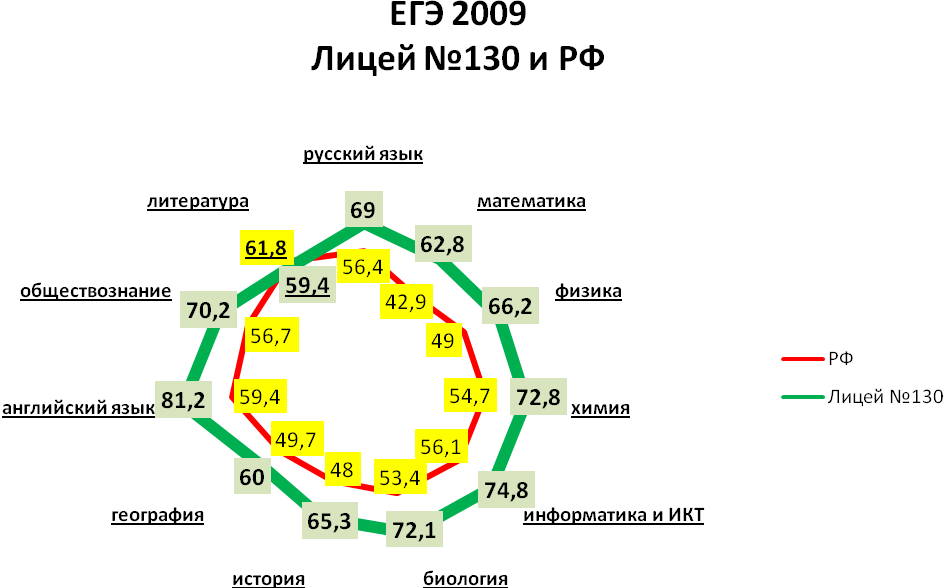 ЕГЭ 2009
Лицей №130 и РФ
русский язык
литература
математика
69
61,8
62,8
56,4
59,4
обществознание
физика
70,2
42,9
66,2
56,7
49
РФ
английский язык
81,2
59,4
54,7
72,8
химия
Лицей №130
49,7
56,1
60
48
53,4
74,8
география
65,3
72,1
информатика и ИКТ
история
биология